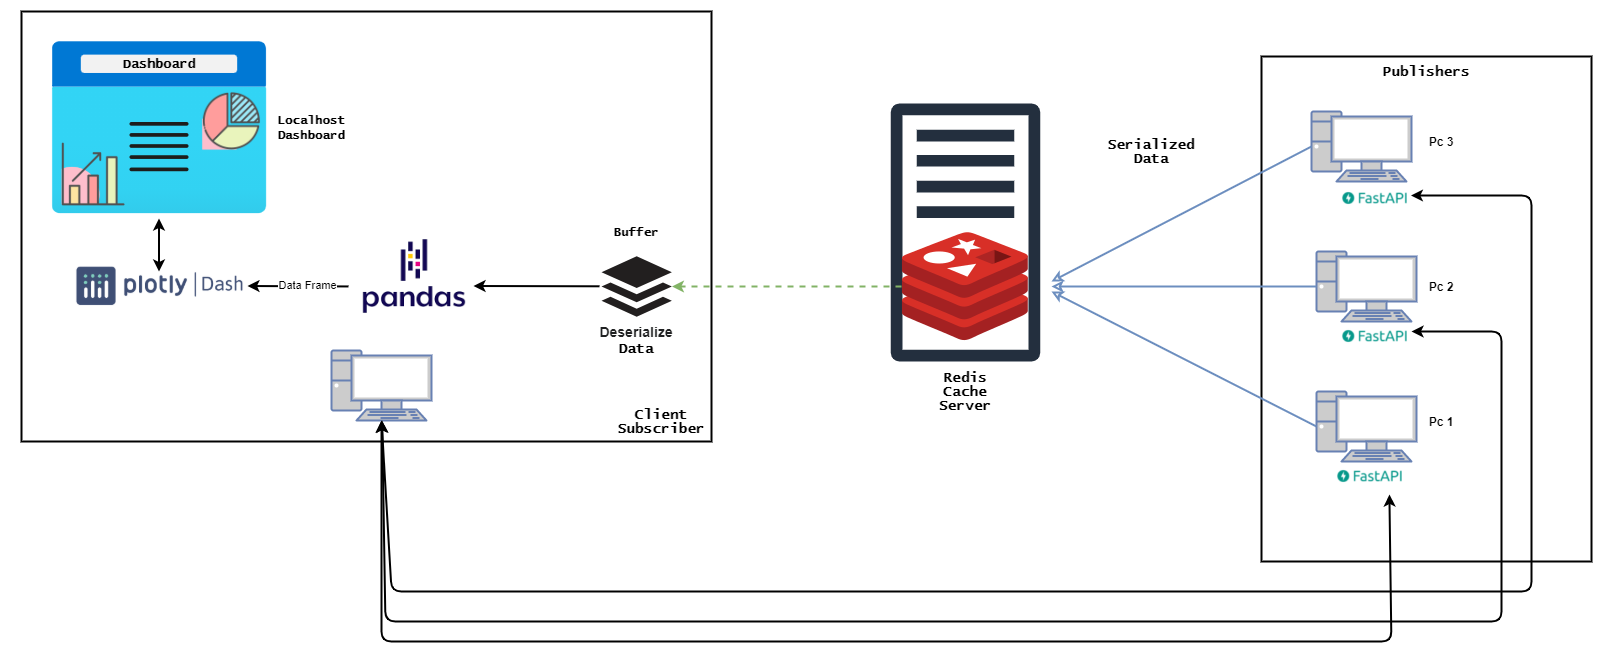 Dashboard
Localhost
Dashboard
plotly | Dash
Data Frame
pandas
Buffer
Deserialize
Data
Client
Subscriber
Redis
Cache
Server
Serialized
Data
Publishers
Pc 3
FastAPI
Pc 2
FastAPI
Pc 1
FastAPI